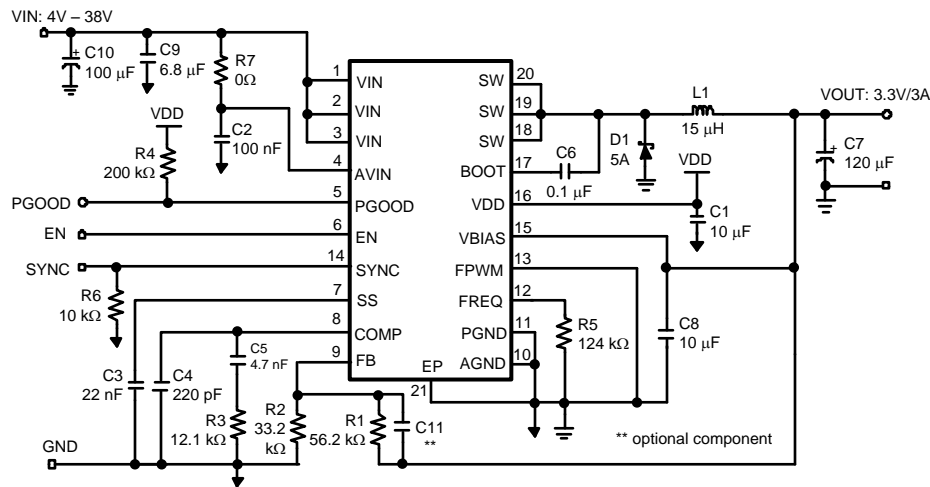 VIN: 4V – 38V
C10
100 μF
+
C9
6.8 μF
R7
0Ω
C2
100 nF
VDD
R4
200 kΩ
PGOOD
EN
SYNC
R6
10 kΩ
C3
22 nF
C4
220 pF
C5
4.7 nF
R3
12.1 kΩ
R2
33.2
kΩ
R1
56.2 kΩ
C11
**
GND
1
VIN
2
VIN
3
VIN
4
AVIN
5
PGOOD
6
EN
14
SYNC
7
SS
8
COMP
9
FB
EP
21
SW
20
SW
19
SW
18
BOOT
17
VDD
16
VBIAS
15
FPWM
13
FREQ
12
PGND
11
AGND
10
C6
0.1 μF
D1
5A
L1
15 μH
VDD
C1
10 μF
R5
124 kΩ
C8
10 μF
VOUT: 3.3V/3A
+
C7
120 μF
** optional component